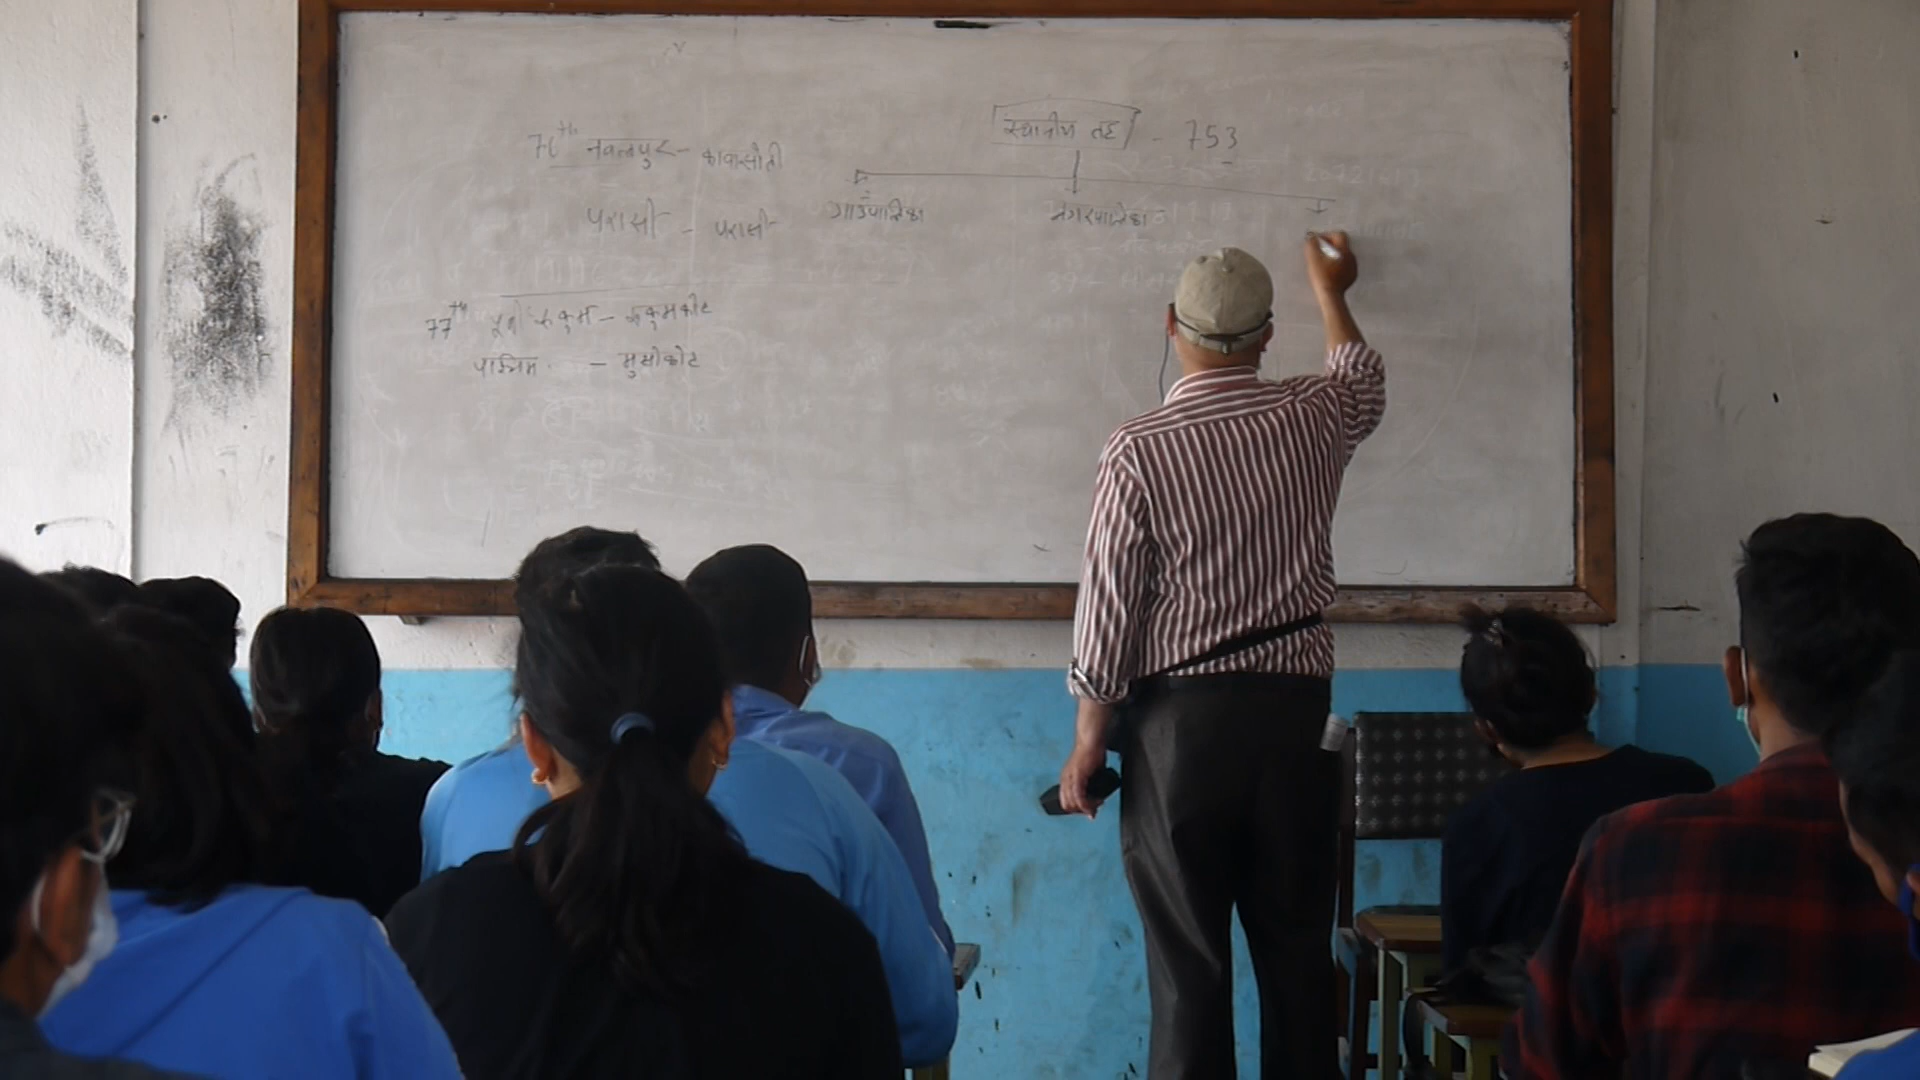 76th नवलपुर - कावासोती
परासी - परासी
77th पूर्वी रुकुम - रुकुमकोट
पश्चिम - मुसीकोट
स्थानीय तह - 753
गाउँपालिका नगरपालिका